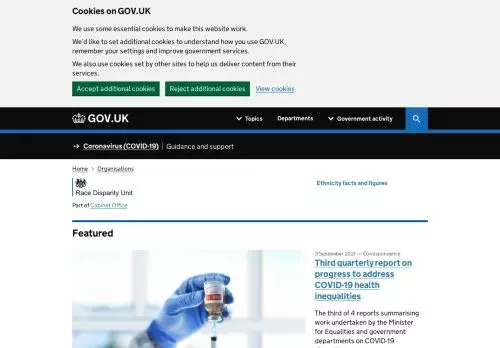 Cookies on GOV.UK
We use some essential cookies to make this website work.
We'd like to set additional cookies to understand how you use GOV.UK,
remember your settings and improve government services.
We also use cookies set by other sites to help us deliver content from their
services.
Accept additional cookies Reject additional cookies View cookies
GOV.UK Topics Departments Government activity
→ Coronavirus (COVID-19) Guidance and support
Home > Organisations
Race Disparity Unit
Ethnicity facts and figures
Part of Cabinet Office
Featured
3 September 2021 — Correspondence
Third quarterly report on
progress to address
COVID-19 health
inequalities
The third of 4 reports summarising
work undertaken by the Minister
for Equalities and government
departments on COVID-19